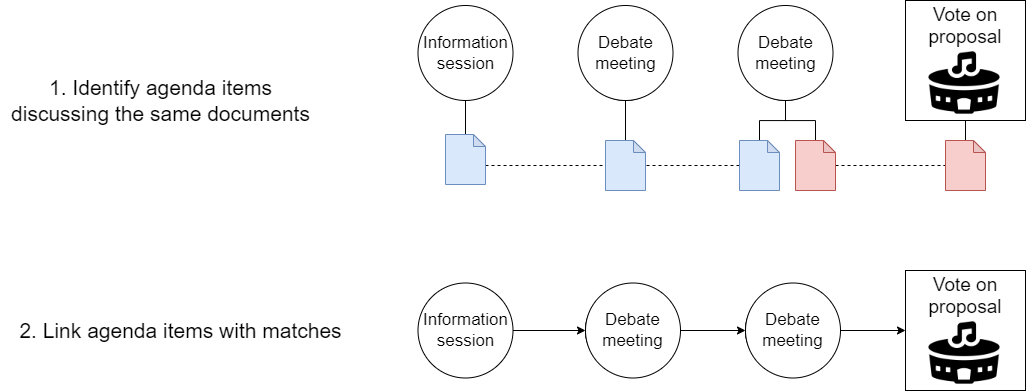 1. Identify agenda items
discussing the same documents
Information
session
Debate
meeting
Debate
meeting
Vote on
proposal
2. Link agenda items with matches
Information
session
Debate
meeting
Debate
meeting
Vote on
proposal